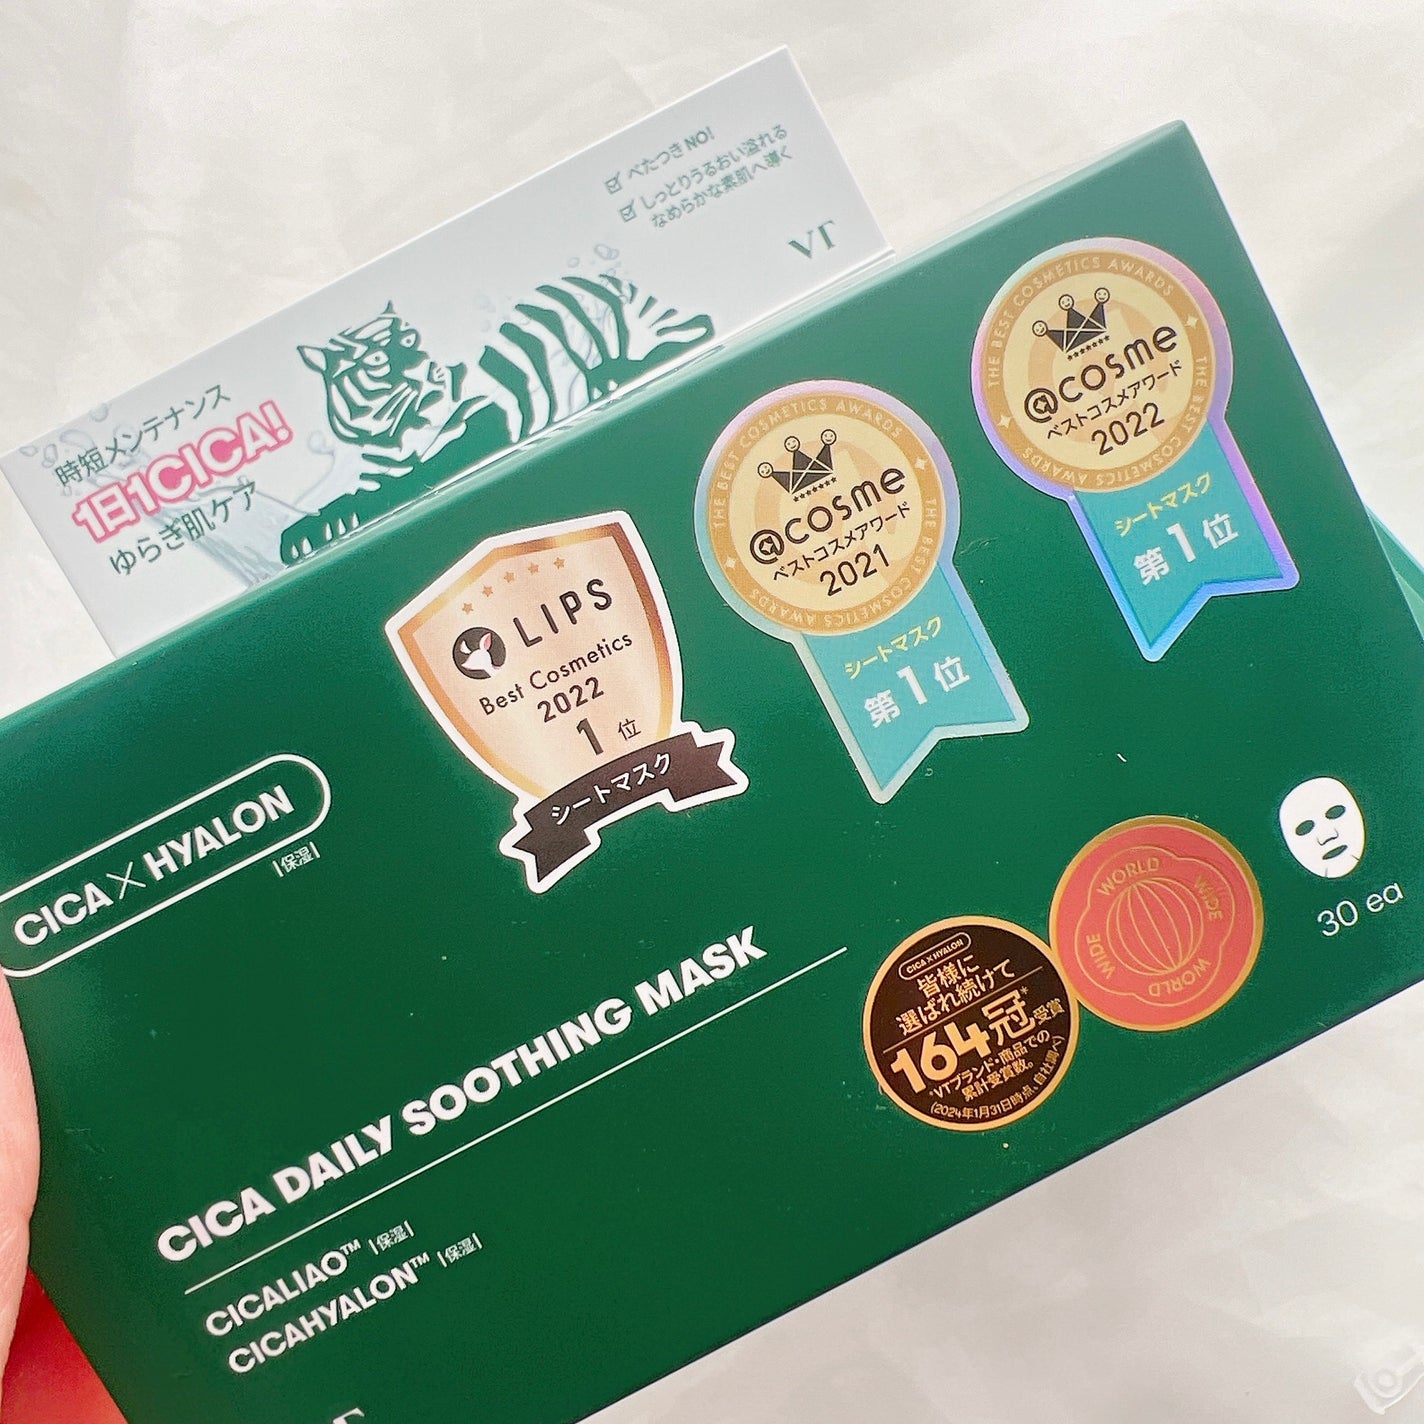 べたつきNO!
しっとりうるおい溢れる
なめらかな素肌へ導く
VT
時短メンテナンス
1日1CICA!
ゆらぎ肌ケア
THE BEST COSMETICS AWARDS
@cosme
ベストコスメアワード
2022
THE BEST COSMETICS AWARDS
シートマスク
第1位
THE BEST COSMETICS AWARDS
@cosme
ベストコスメアワード
2021
THE BEST COSMETICS AWARDS
シートマスク
第1位
LIPS
Best Cosmetics
2022
1位
シートマスク
CICA×HYALON
|保湿|
30 ea
WORLD
WIDE
WORLD
WIDE
CICA×HYALON
皆様に
選ばれ続けて
164冠*受賞
*VTブランド・商品での
累計受賞数。
(2024年1月31日時点、自社調べ)
CICA DAILY SOOTHING MASK
CICALIAO™ |保湿|
CICAHYALON™ |保湿|